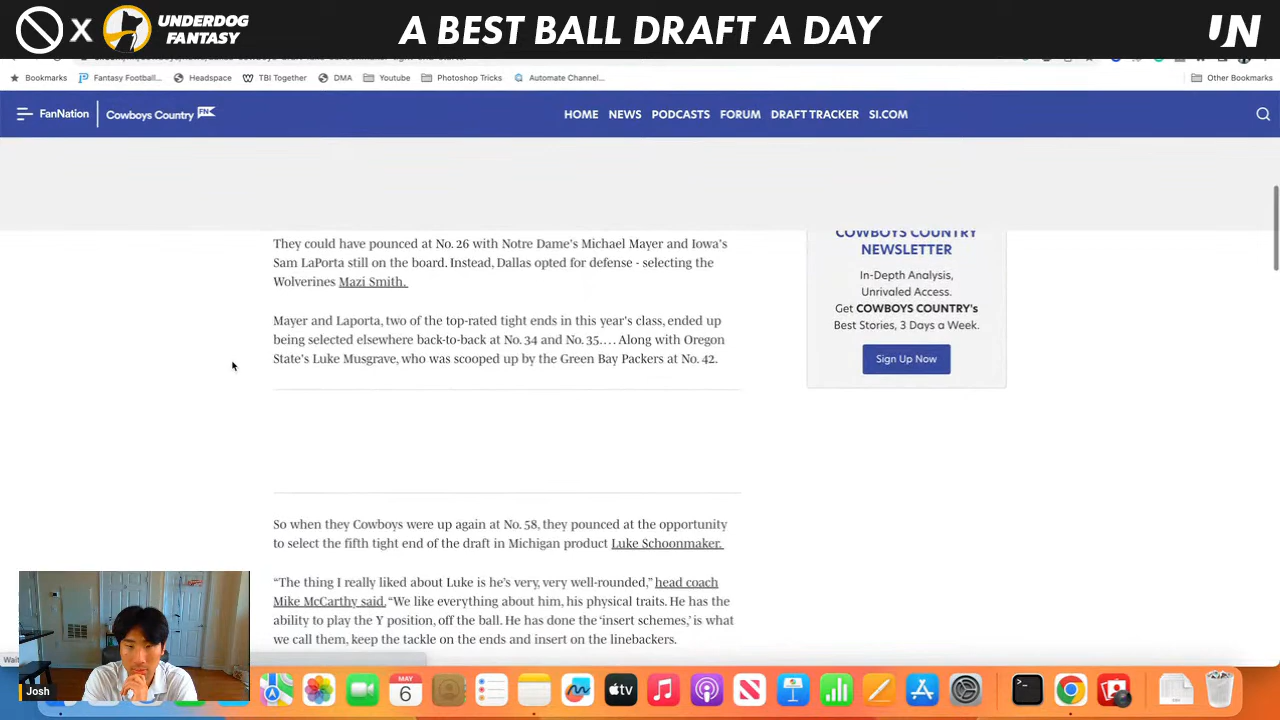 X UNDERDOG FANTASY
A BEST BALL DRAFT A DAY
UN
Bookmarks
Fantasy Football...
Headspace
TBI Together
DMA
Youtube
Photoshop Tricks
Automate Channel...
Other Bookmarks
FanNation
Cowboys Country FN
HOME
NEWS
PODCASTS
FORUM
DRAFT TRACKER
SI.COM
They could have pounced at No. 26 with Notre Dame's Michael Mayer and Iowa's
Sam LaPorta still on the board. Instead, Dallas opted for defense - selecting the
Wolverines Mazi Smith.
Mayer and Laporta, two of the top-rated tight ends in this year's class, ended up
being selected elsewhere back-to-back at No. 34 and No. 35.... Along with Oregon
State's Luke Musgrave, who was scooped up by the Green Bay Packers at No. 42.
COWBOYS COUNTRY
NEWSLETTER
In-Depth Analysis,
Unrivaled Access.
Get COWBOYS COUNTRY's
Best Stories, 3 Days a Week.
Sign Up Now
So when they Cowboys were up again at No. 58, they pounced at the opportunity
to select the fifth tight end of the draft in Michigan product Luke Schoonmaker.
“The thing I really liked about Luke is he's very, very well-rounded,” head coach
Mike McCarthy said. “We like everything about him, his physical traits. He has the
ability to play the Y position, off the ball. He has done the ‘insert schemes,’ is what
we call them, keep the tackle on the ends and insert on the linebackers.
Josh
MAY
6
tv